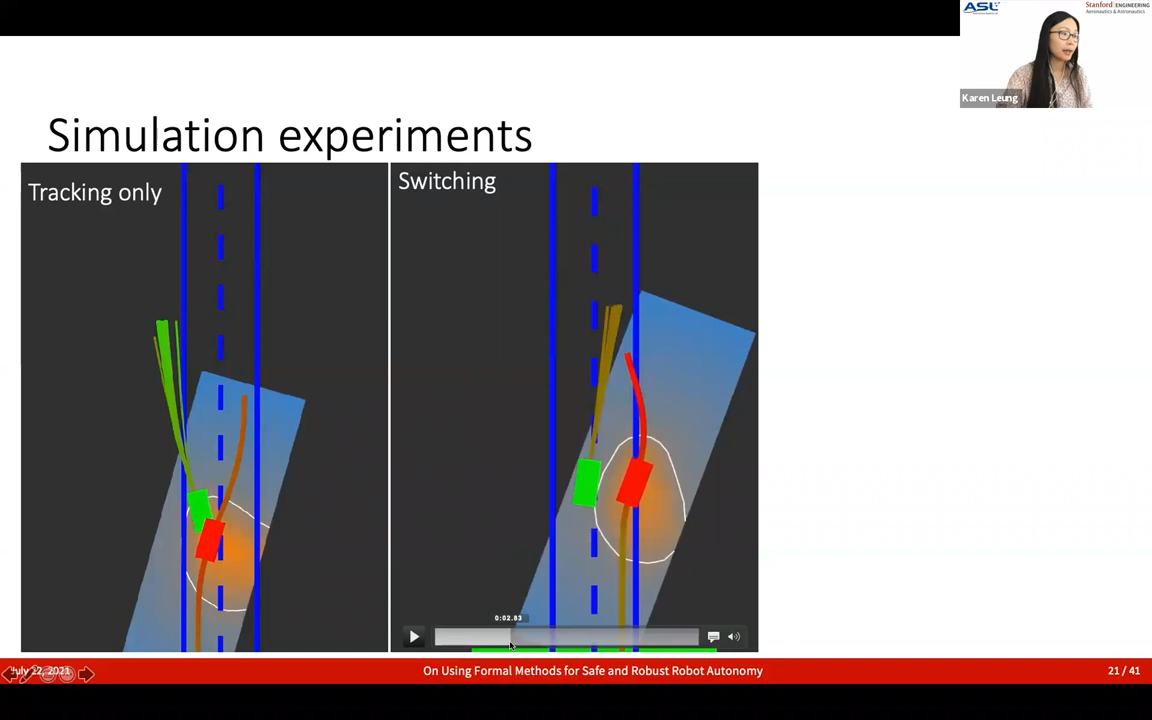 ASL
Stanford ENGINEERING
Aeronautics & Astronautics
Karen Leung
Simulation experiments
Tracking only
Switching
0:02.83
July 22, 2021
On Using Formal Methods for Safe and Robust Robot Autonomy
21 / 41